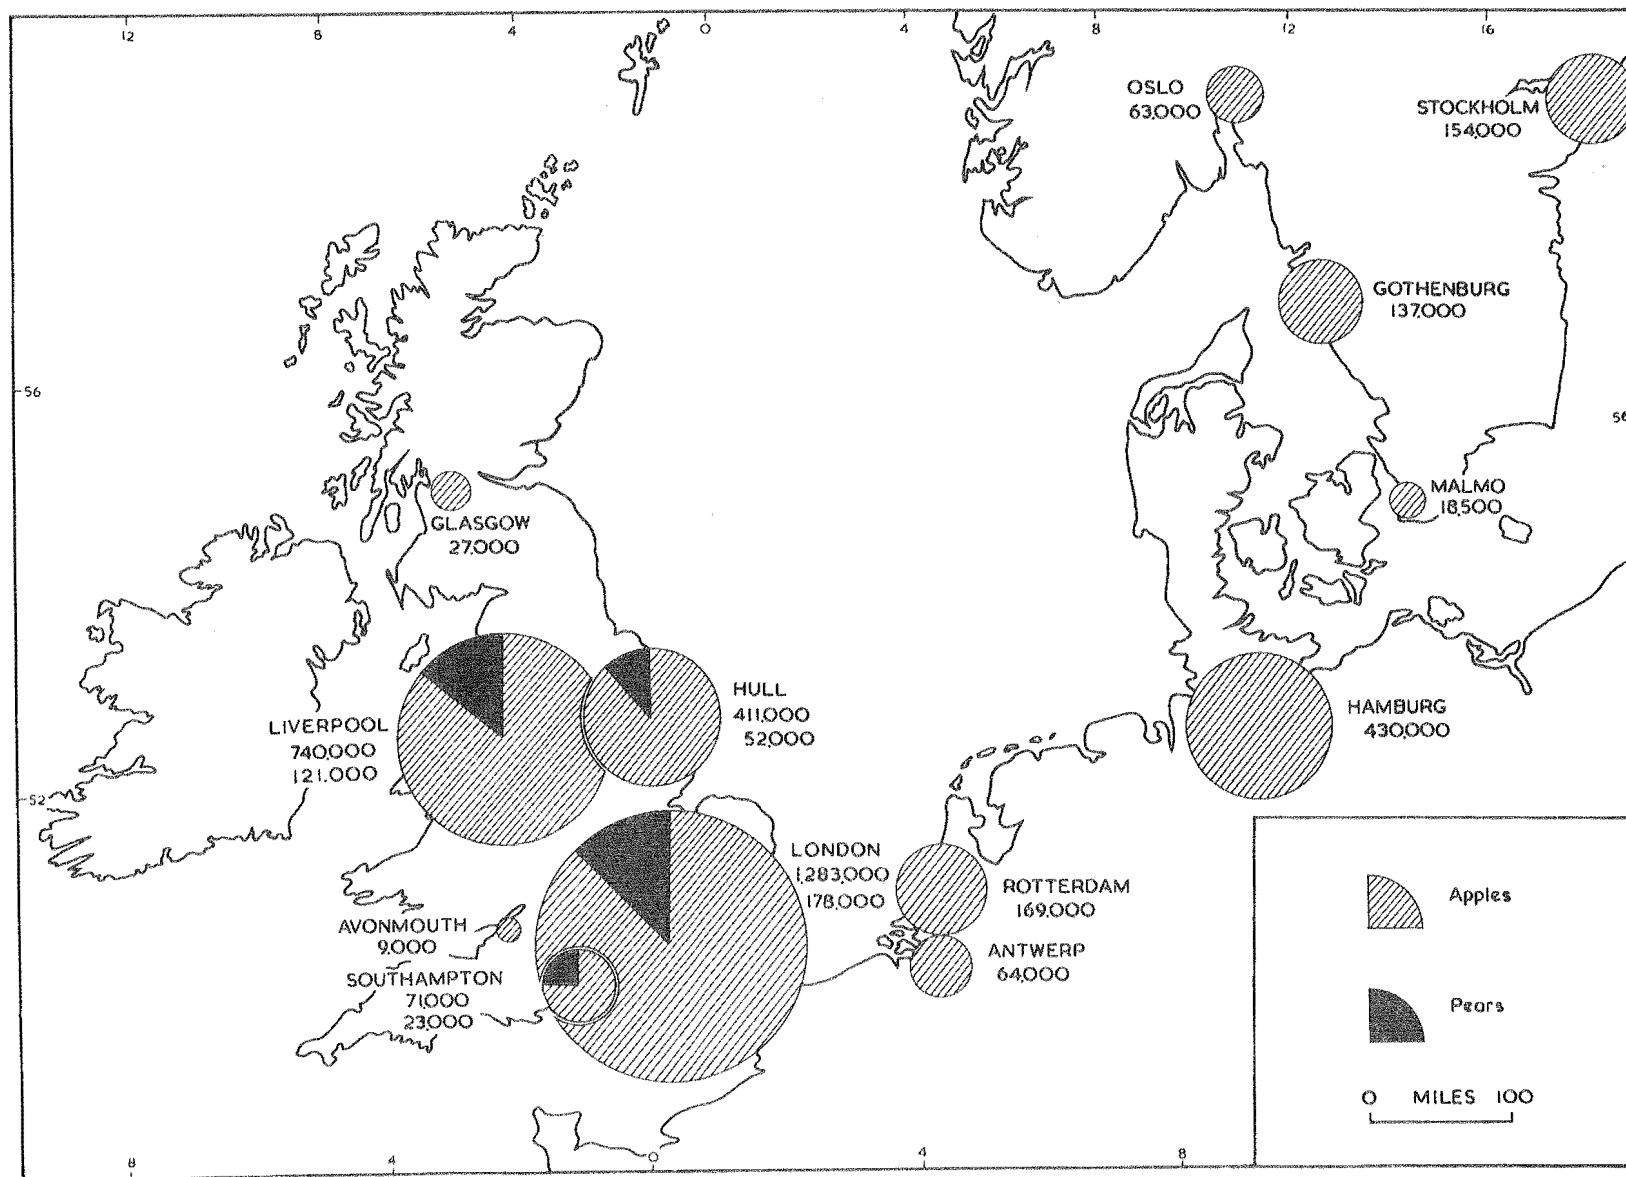 12
8
4
0
4
8
12
16
OSLO
63,000
STOCKHOLM
154,000
GOTHENBURG
137,000
56
56
MALMO
18,500
GLASGOW
27,000
HULL
411,000
52,000
LIVERPOOL
740,000
121,000
HAMBURG
430,000
52
LONDON
1,283,000
178,000
ROTTERDAM
169,000
AVONMOUTH
9,000
ANTWERP
64,000
SOUTHAMPTON
71,000
23,000
Apples
Pears
0 MILES 100
8
4
0
4
8